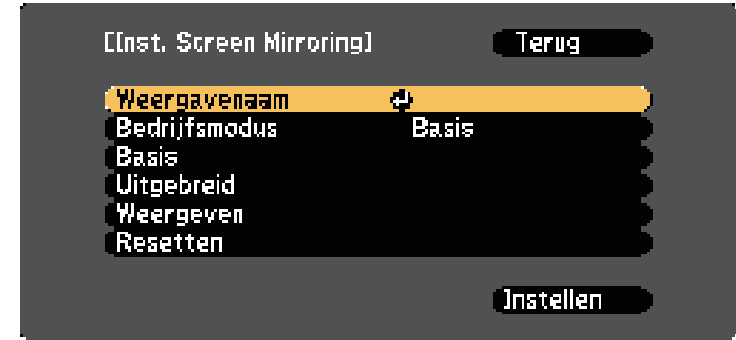 [Inst. Screen Mirroring] Terug
Weergavenaam
Bedrijfsmodus Basis
Basis
Uitgebreid
Weergeven
Resetten
Instellen